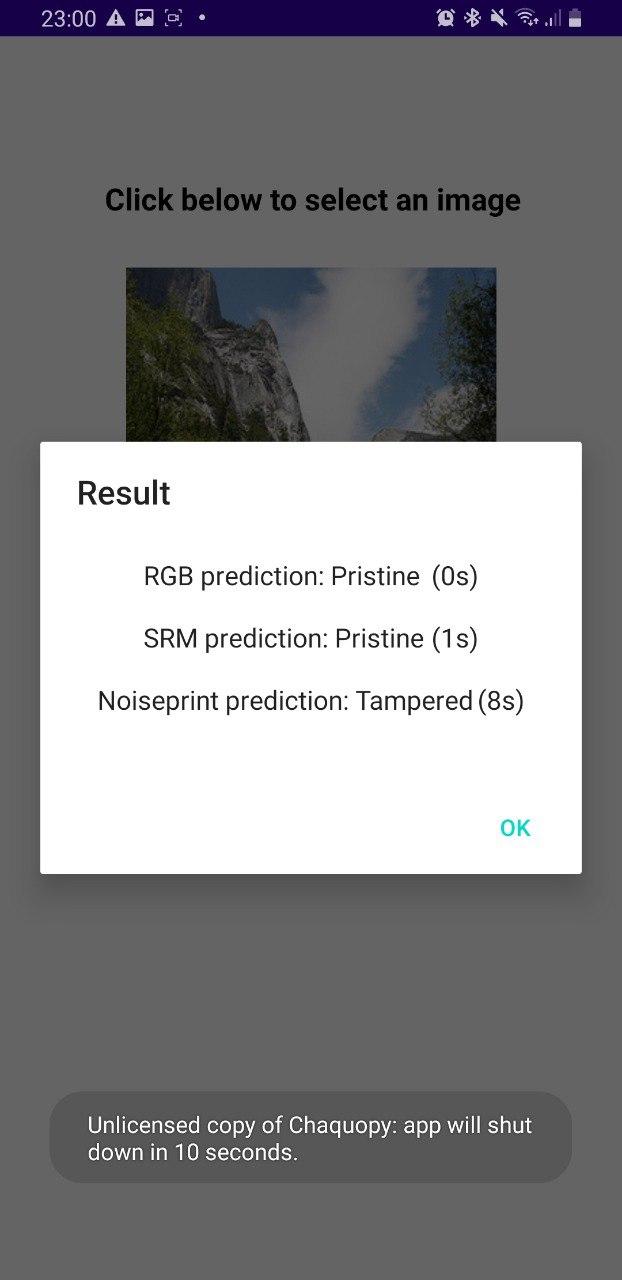 23:00
Click below to select an image
Result
RGB prediction: Pristine (0s)
SRM prediction: Pristine (1s)
Noiseprint prediction: Tampered (8s)
OK
Unlicensed copy of Chaquopy: app will shut
down in 10 seconds.